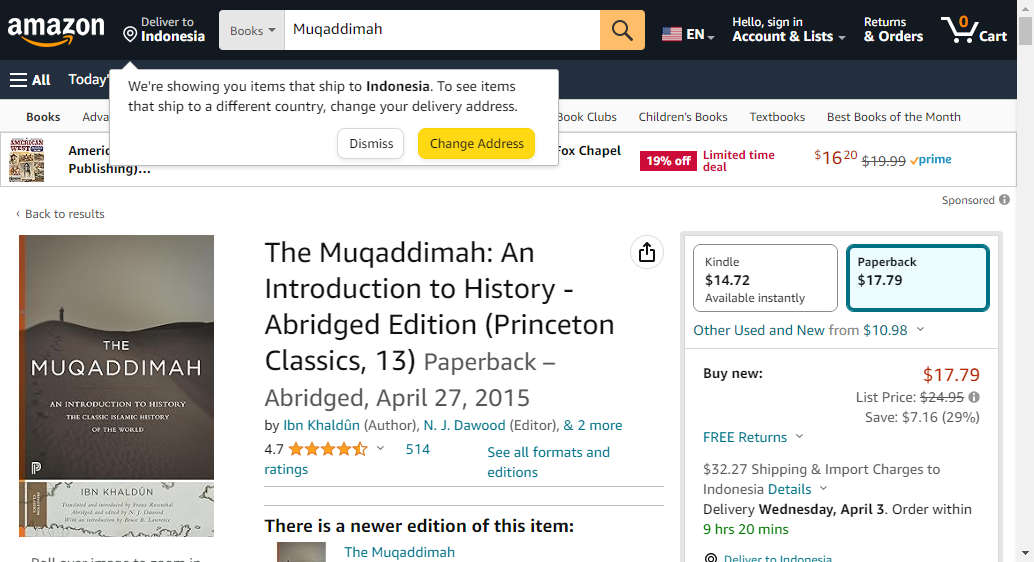 amazon
Deliver to
Indonesia
Books
Muqaddimah
EN
Hello, sign in
Account & Lists
Returns
& Orders
0
Cart
All
Today'
We're showing you items that ship to Indonesia. To see items
that ship to a different country, change your delivery address.
Dismiss
Change Address
Books
Adva
Book Clubs
Children's Books
Textbooks
Best Books of the Month
AMERICAN
WEST
Americ
Fox Chapel
Publishing)...
19% off
Limited time
deal
$16 20
$19.99
prime
Sponsored
‹ Back to results
THE
MUQADDIMAH
AN INTRODUCTION TO HISTORY
THE CLASSIC ISLAMIC HISTORY
OF THE WORLD
IBN KHALDÛN
Translated and introduced by Franz Rosenthal
Abridged and edited by N. J. Dawood
With an introduction by Bruce B. Lawrence
Roll over image to zoom in
The Muqaddimah: An
Introduction to History -
Abridged Edition (Princeton
Classics, 13) Paperback –
Abridged, April 27, 2015
by Ibn Khaldûn (Author), N. J. Dawood (Editor), & 2 more
4.7
514
ratings
See all formats and
editions
There is a newer edition of this item:
The Muqaddimah
Kindle
$14.72
Available instantly
Paperback
$17.79
Other Used and New from $10.98
Buy new:
$17.79
List Price: $24.95
Save: $7.16 (29%)
FREE Returns
$32.27 Shipping & Import Charges to
Indonesia Details
Delivery Wednesday, April 3. Order within
9 hrs 20 mins
Deliver to Indonesia